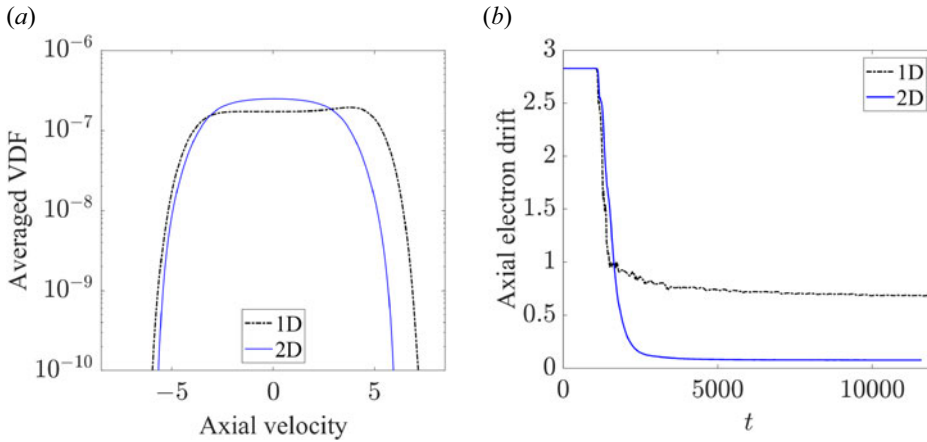 (a)
10⁻⁶
10⁻⁷
10⁻⁸
10⁻⁹
10⁻¹⁰
Averaged VDF
1D
2D
−5 0 5
Axial velocity
(b)
3
2.5
2
1.5
1
0.5
0
Axial electron drift
1D
2D
0 5000 10000
t